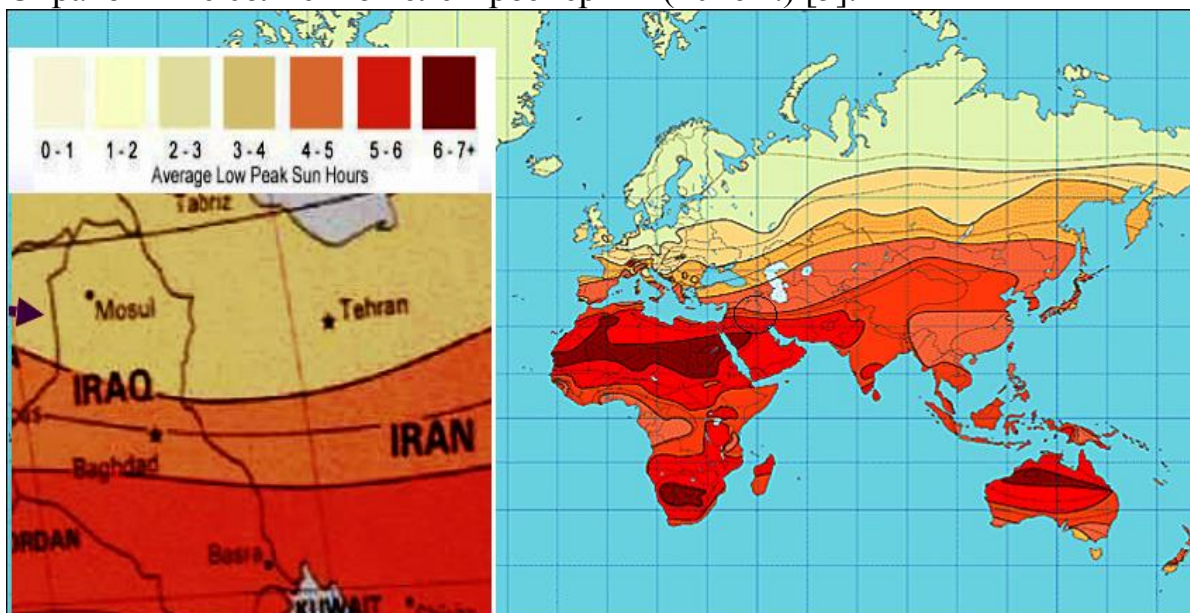 0 - 1 1 - 2 2 - 3 3 - 4 4 - 5 5 - 6 6 - 7+
Average Low Peak Sun Hours
Tabriz
Mosul
Tehran
IRAQ
IRAN
Baghdad
Basra
KUWAIT